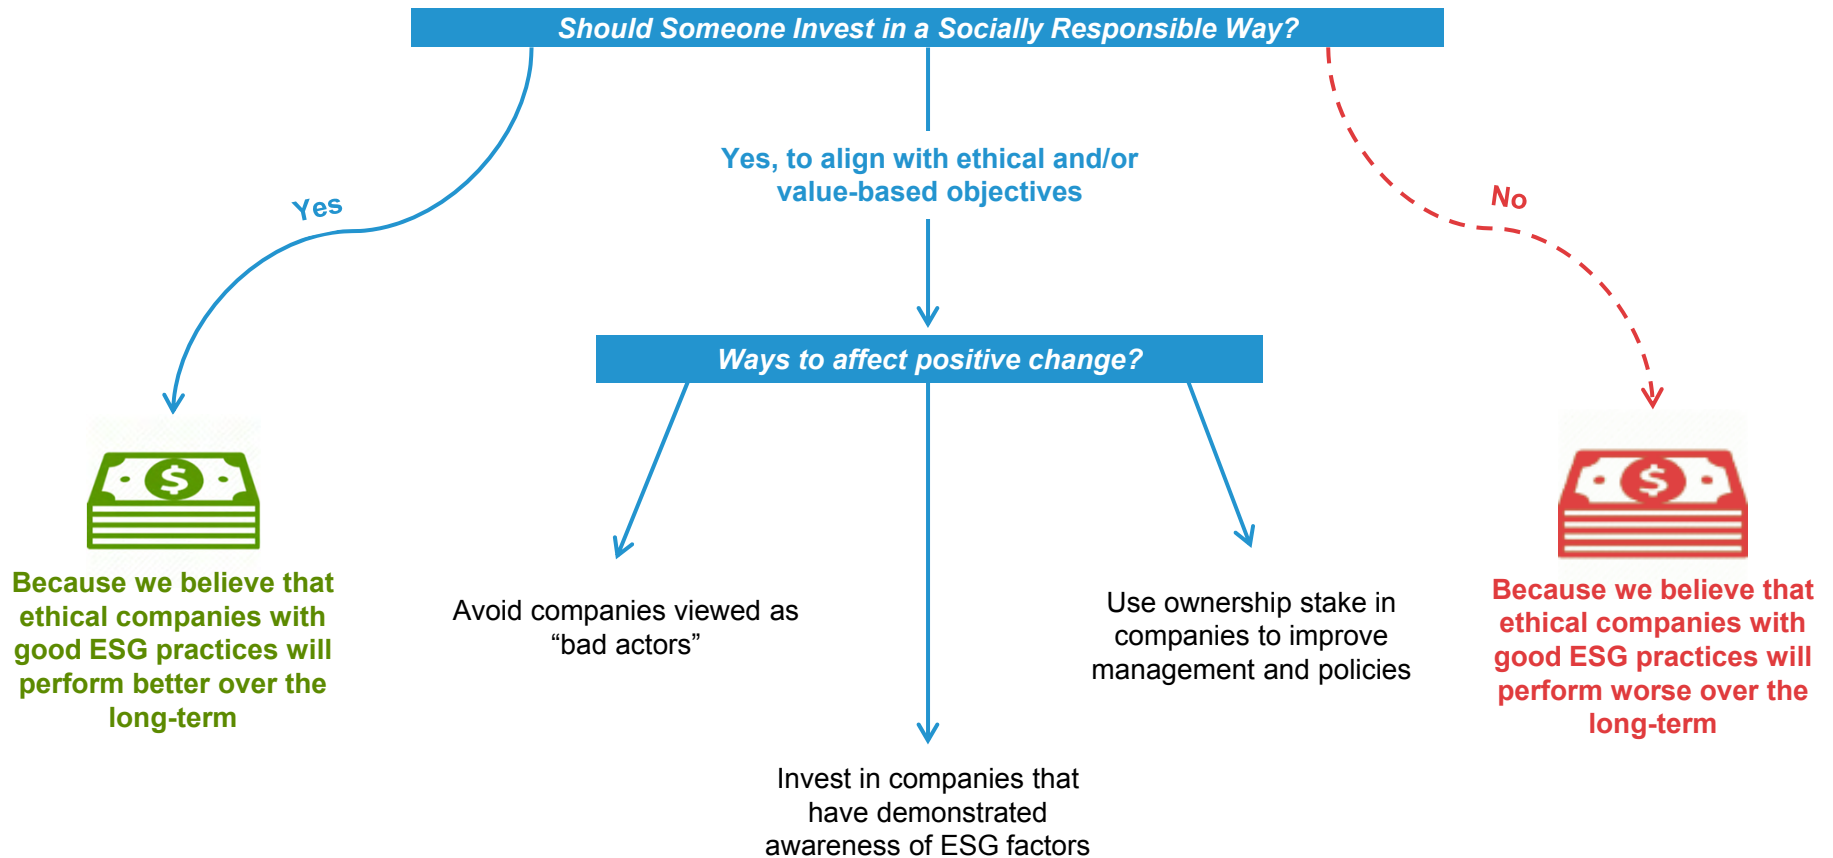 Should Someone Invest in a Socially Responsible Way?
Yes
Yes, to align with ethical and/or
value-based objectives
No
Ways to affect positive change?
Because we believe that
ethical companies with
good ESG practices will
perform better over the
long-term
Avoid companies viewed as
“bad actors”
Invest in companies that
have demonstrated
awareness of ESG factors
Use ownership stake in
companies to improve
management and policies
Because we believe that
ethical companies with
good ESG practices will
perform worse over the
long-term